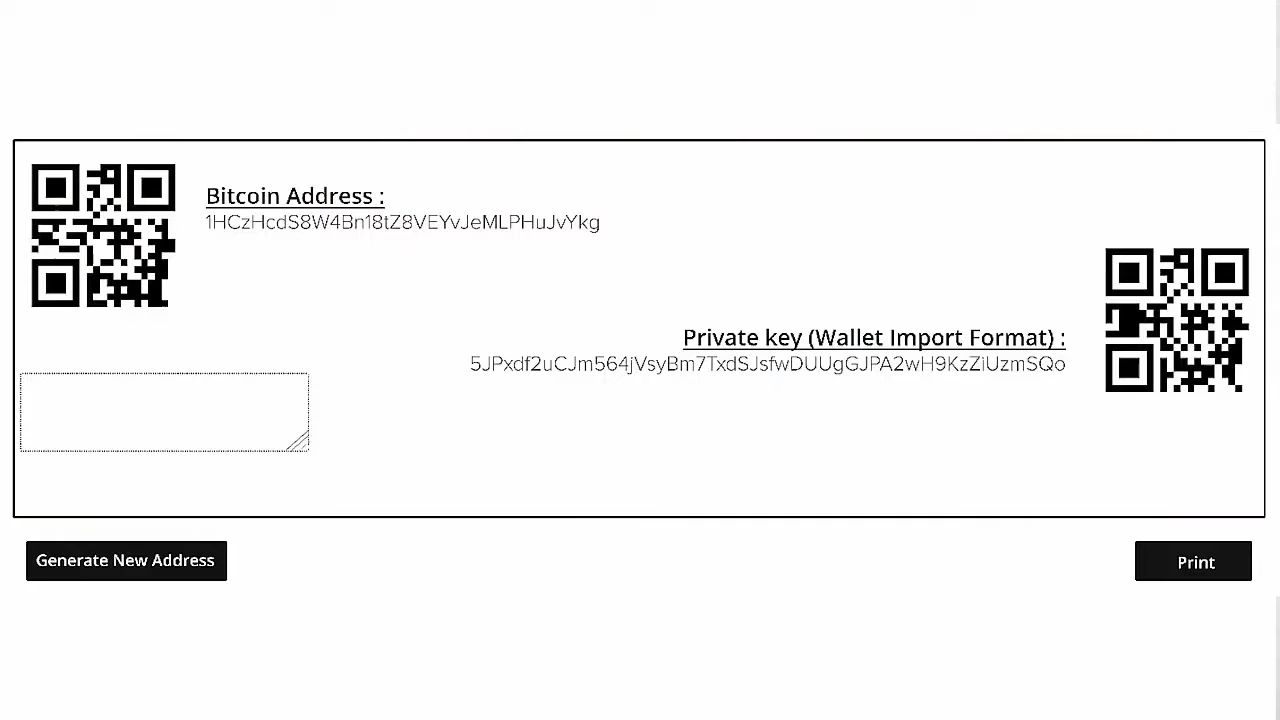 Bitcoin Address :
1HCzHcdS8W4Bn18tZ8VEYvJeMLPHuJvYkg
Private key (Wallet Import Format) :
5JPxdf2uCJm564jVsyBm7TxdSJsfwDUUgGJPA2wH9KzZiUzmSQo
Generate New Address
Print